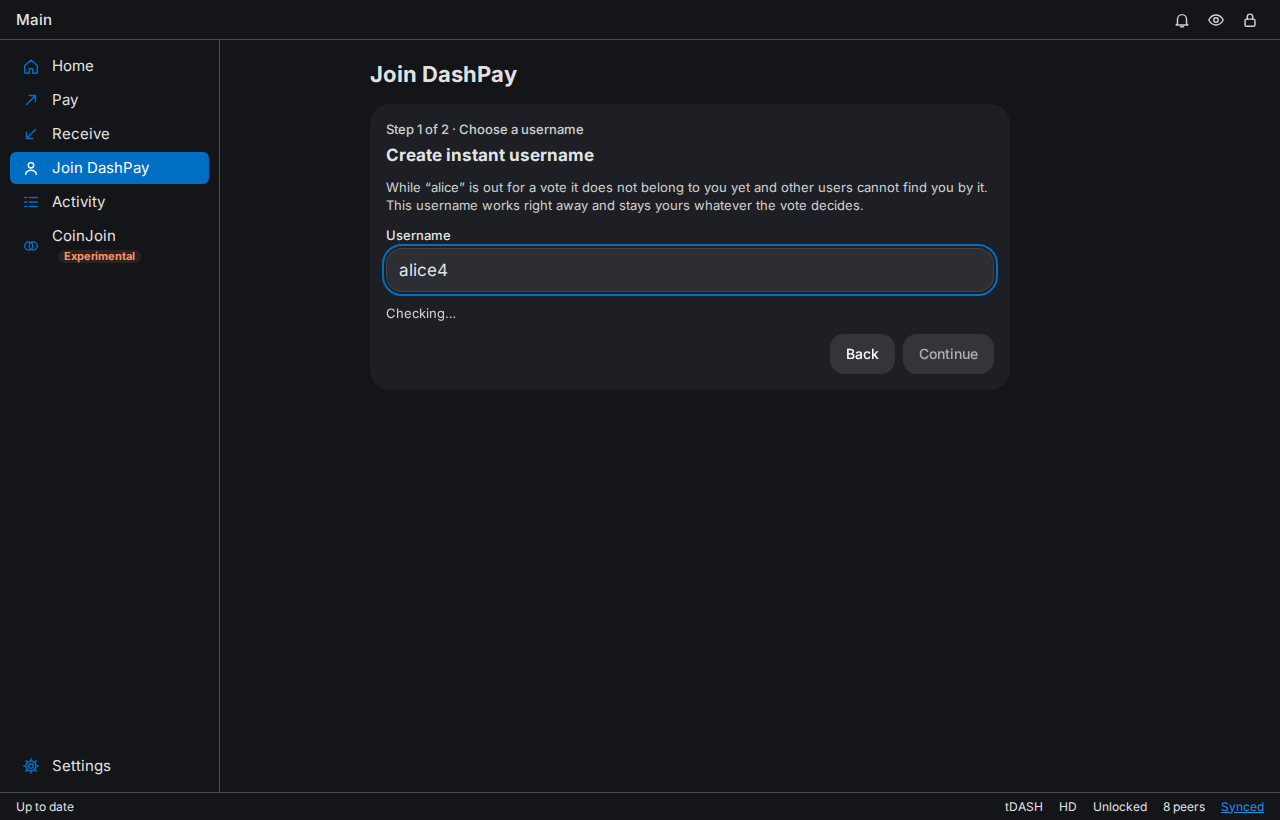 Main
Home
Pay
Receive
Join DashPay
Activity
CoinJoin
Experimental
Settings
Join DashPay
Step 1 of 2 · Choose a username
Create instant username
While “alice” is out for a vote it does not belong to you yet and other users cannot find you by it.
This username works right away and stays yours whatever the vote decides.
Username
alice4
Checking…
Back
Continue
Up to date
tDASH
HD
Unlocked
8 peers
Synced